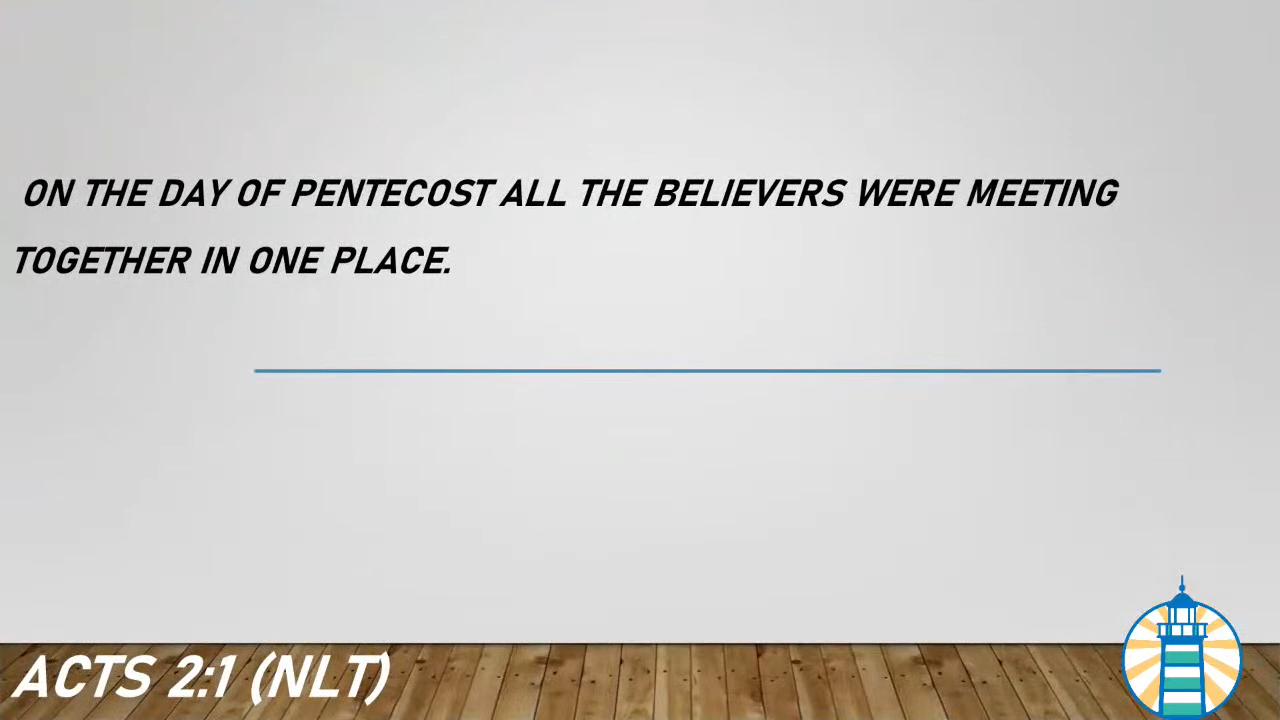 ON THE DAY OF PENTECOST ALL THE BELIEVERS WERE MEETING
TOGETHER IN ONE PLACE.
ACTS 2:1 (NLT)